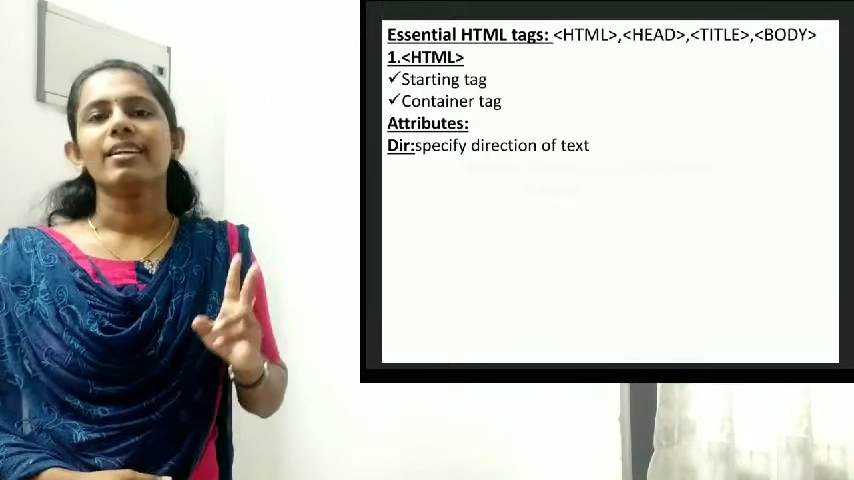 Essential HTML tags: <HTML>,<HEAD>,<TITLE>,<BODY>
1.<HTML>
✓Starting tag
✓Container tag
Attributes:
Dir:specify direction of text